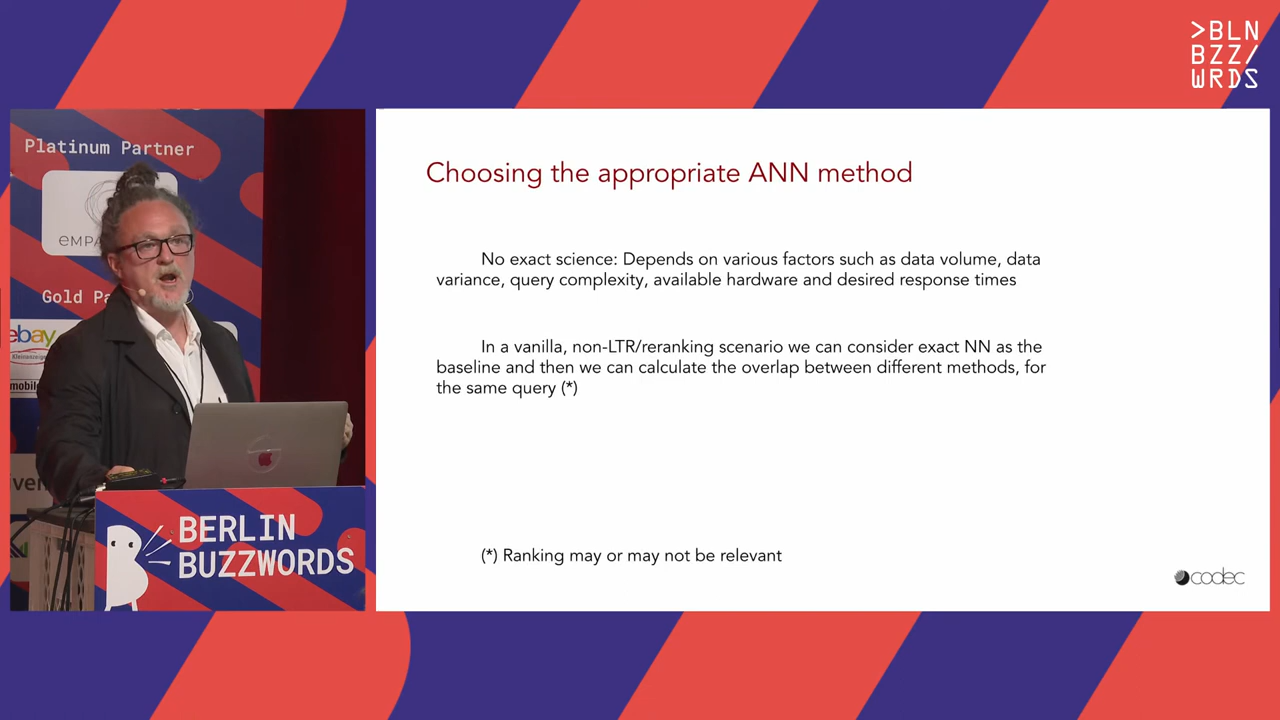 >BLN
BZZ/
WRDS
Platinum Partner
Gold
ebay
Kleinanzeigen
BERLIN
BUZZWORDS
Choosing the appropriate ANN method
No exact science: Depends on various factors such as data volume, data
variance, query complexity, available hardware and desired response times
In a vanilla, non-LTR/reranking scenario we can consider exact NN as the
baseline and then we can calculate the overlap between different methods, for
the same query (*)
(*) Ranking may or may not be relevant
codec